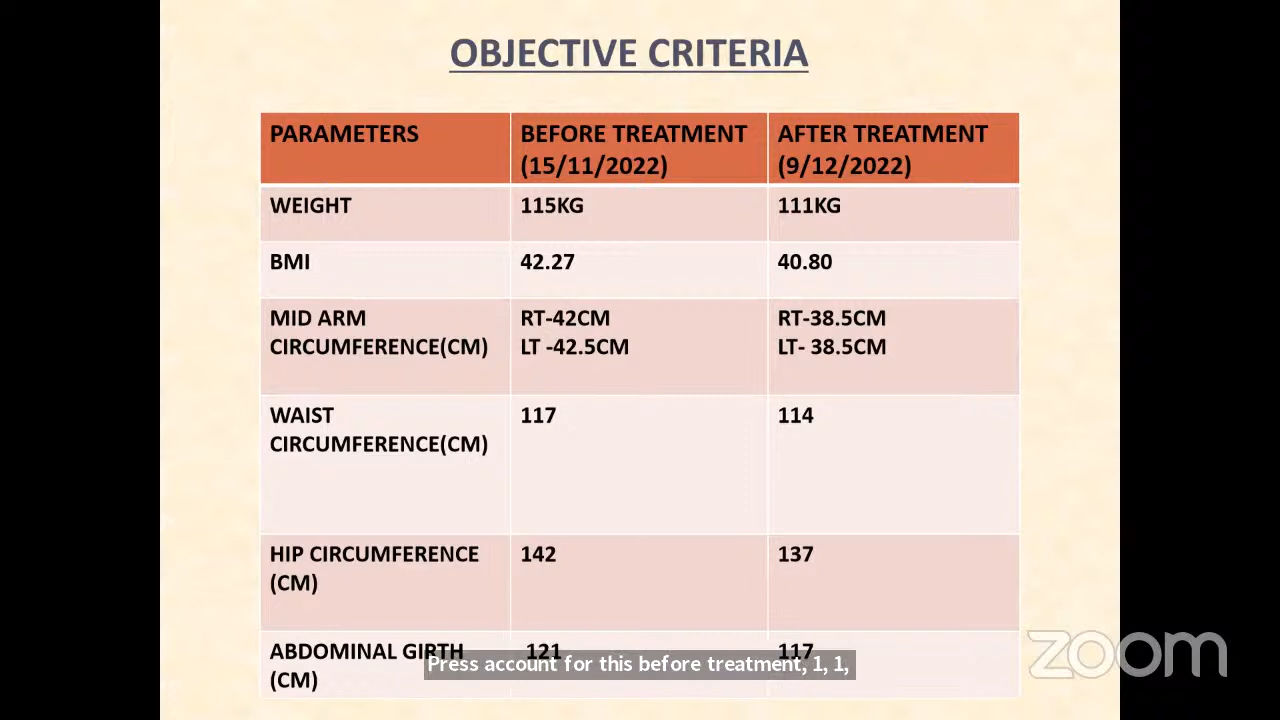 OBJECTIVE CRITERIA
PARAMETERS
BEFORE TREATMENT
(15/11/2022)
AFTER TREATMENT
(9/12/2022)
WEIGHT
115KG
111KG
BMI
42.27
40.80
MID ARM
CIRCUMFERENCE(CM)
RT-42CM
LT -42.5CM
RT-38.5CM
LT- 38.5CM
WAIST
CIRCUMFERENCE(CM)
117
114
HIP CIRCUMFERENCE
(CM)
142
137
ABDOMINAL GIRTH
(CM)
121
117
Press account for this before treatment, 1, 1,
zoom